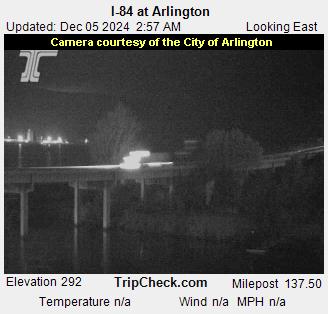 I-84 at Arlington
Updated: Dec 05 2024 2:57 AM Looking East
Camera courtesy of the City of Arlington
Elevation 292 TripCheck.com Milepost 137.50
Temperature n/a Wind n/a MPH n/a